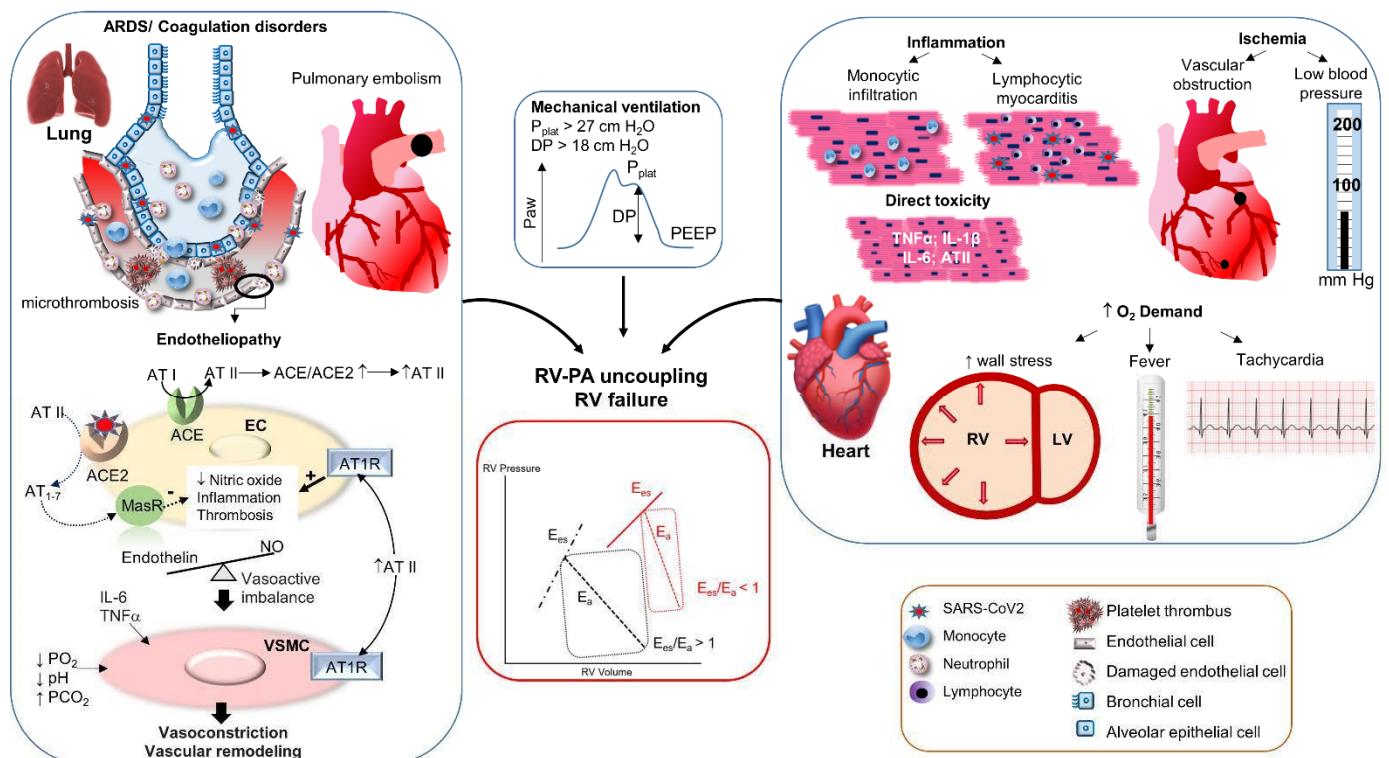 ARDS/ Coagulation disorders
Lung
Pulmonary embolism
microthrombosis
Endotheliopathy
AT I
AT II
ACE/ACE2 ↑
↑AT II
AT II
ACE
EC
ACE2
AT1R
AT1-7
MasR
-
+
↓ Nitric oxide
Inflammation
Thrombosis
Endothelin
NO
Vasoactive
imbalance
↑AT II
IL-6
TNFα
VSMC
AT1R
↓ PO2
↓ pH
↑ PCO2
Vasoconstriction
Vascular remodeling
Mechanical ventilation
Pplat > 27 cm H2O
DP > 18 cm H2O
Pplat
Paw
DP
PEEP
RV-PA uncoupling
RV failure
RV Pressure
Ees
Ees
Ea
Ea
Ees/Ea < 1
Ees/Ea > 1
RV Volume
Inflammation
Monocytic
infiltration
Lymphocytic
myocarditis
Direct toxicity
TNFα; IL-1β
IL-6; ATII
Ischemia
Vascular
obstruction
Low blood
pressure
200
100
mm Hg
Heart
↑ O2 Demand
↑ wall stress
Fever
Tachycardia
RV
LV
SARS-CoV2
Monocyte
Neutrophil
Lymphocyte
Platelet thrombus
Endothelial cell
Damaged endothelial cell
Bronchial cell
Alveolar epithelial cell